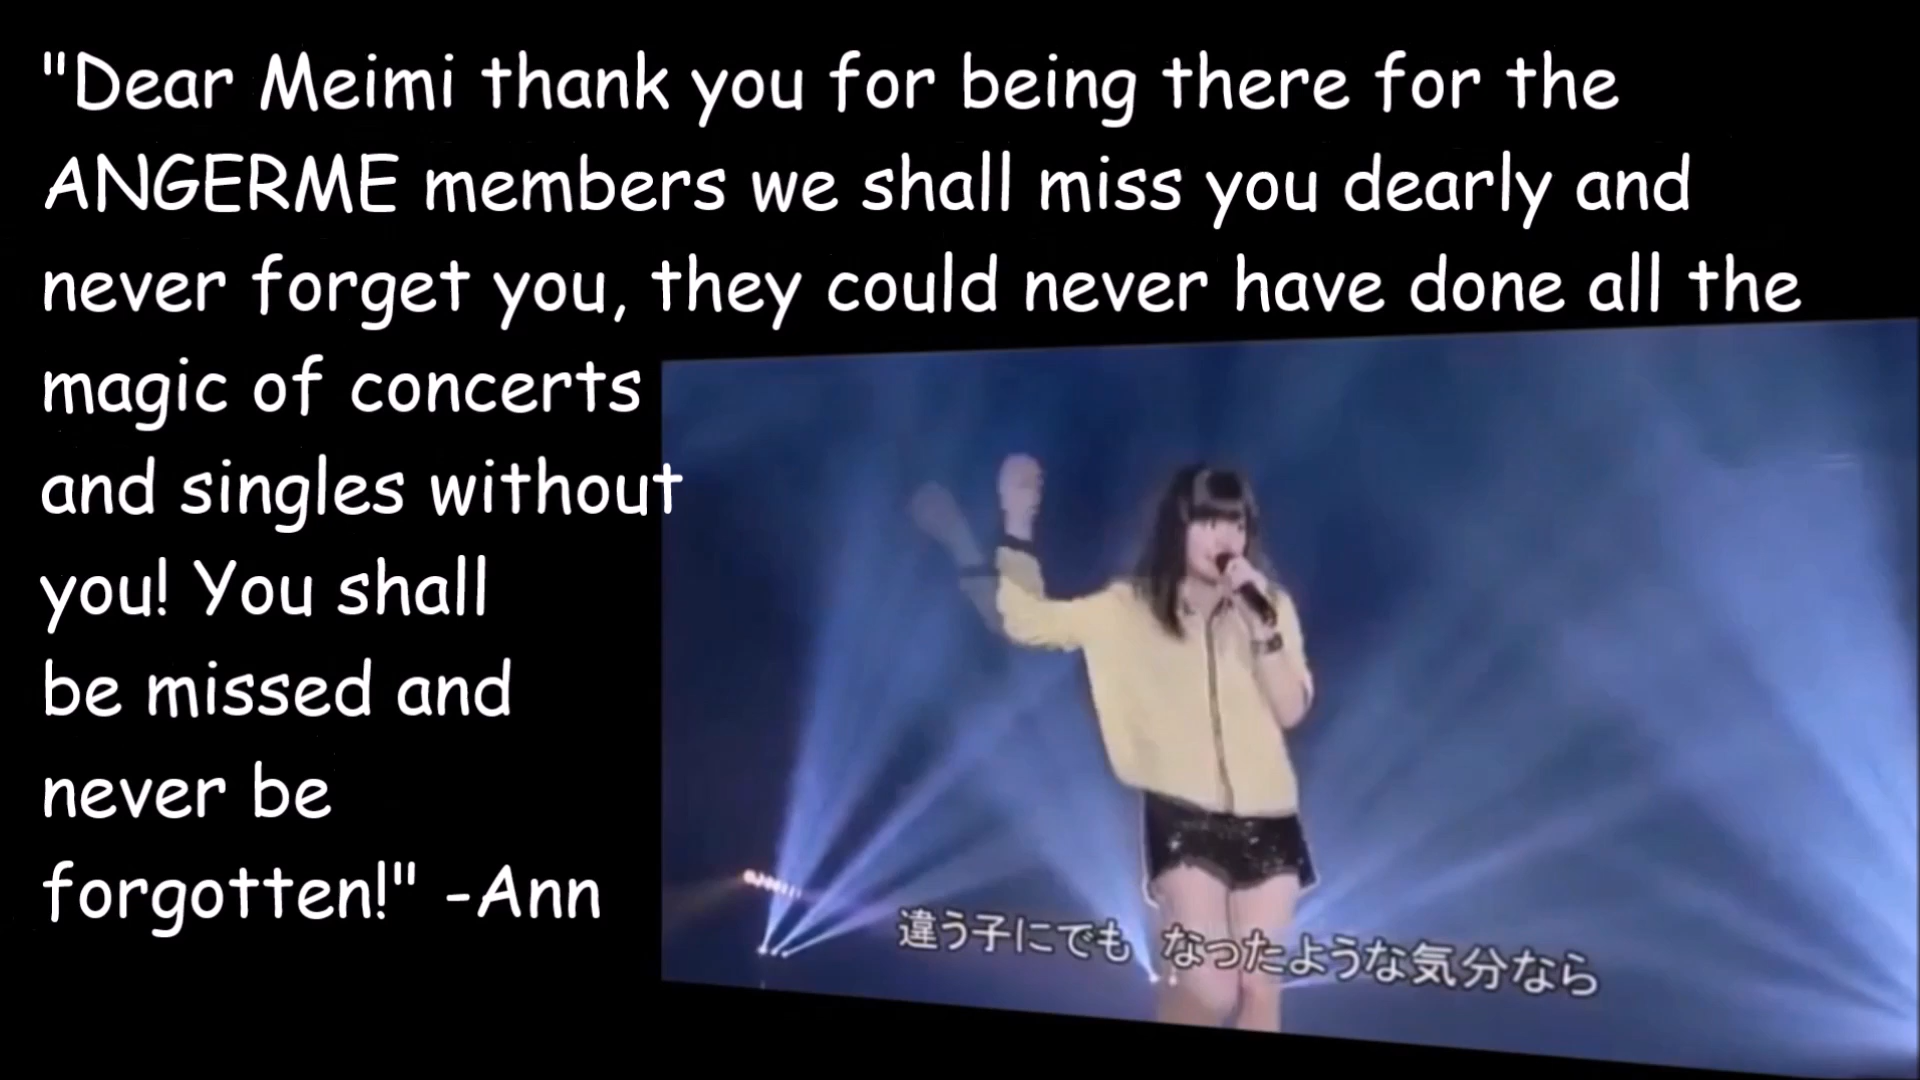 "Dear Meimi thank you for being there for the
ANGERME members we shall miss you dearly and
never forget you, they could never have done all the
magic of concerts
and singles without
you! You shall
be missed and
never be
forgotten!" -Ann
違う子にでも なったような気分なら